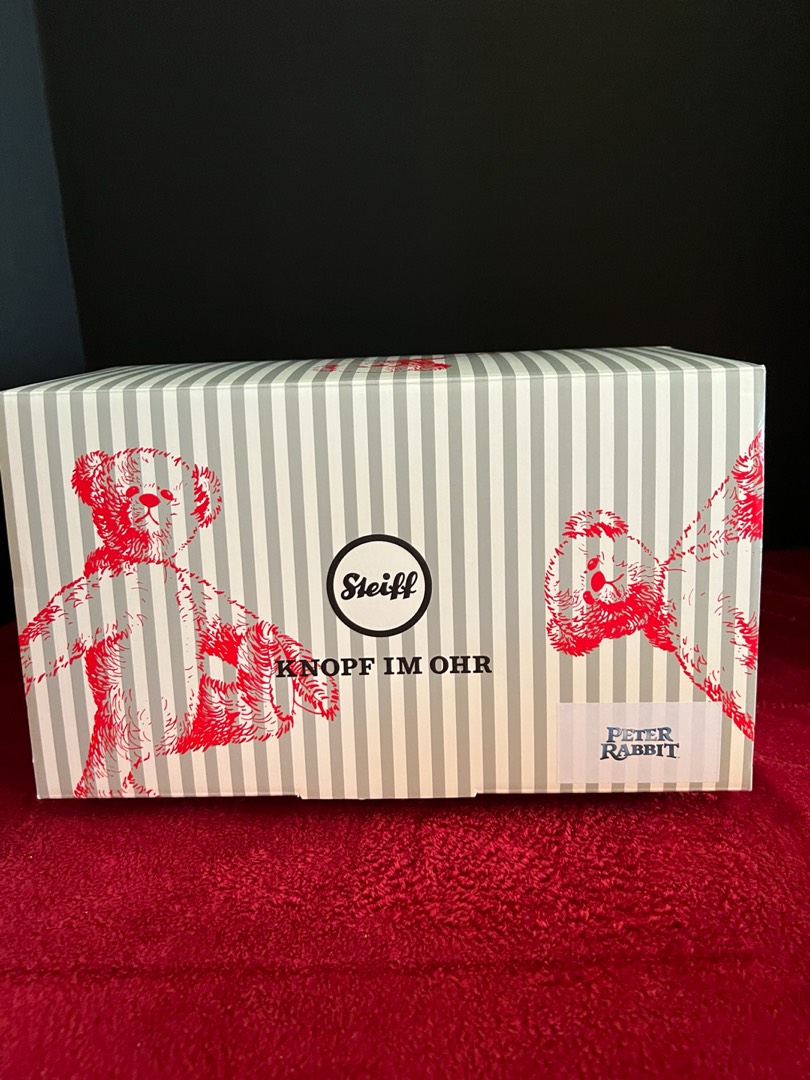 Steiff
KNOPF IM OHR
PETER
RABBIT